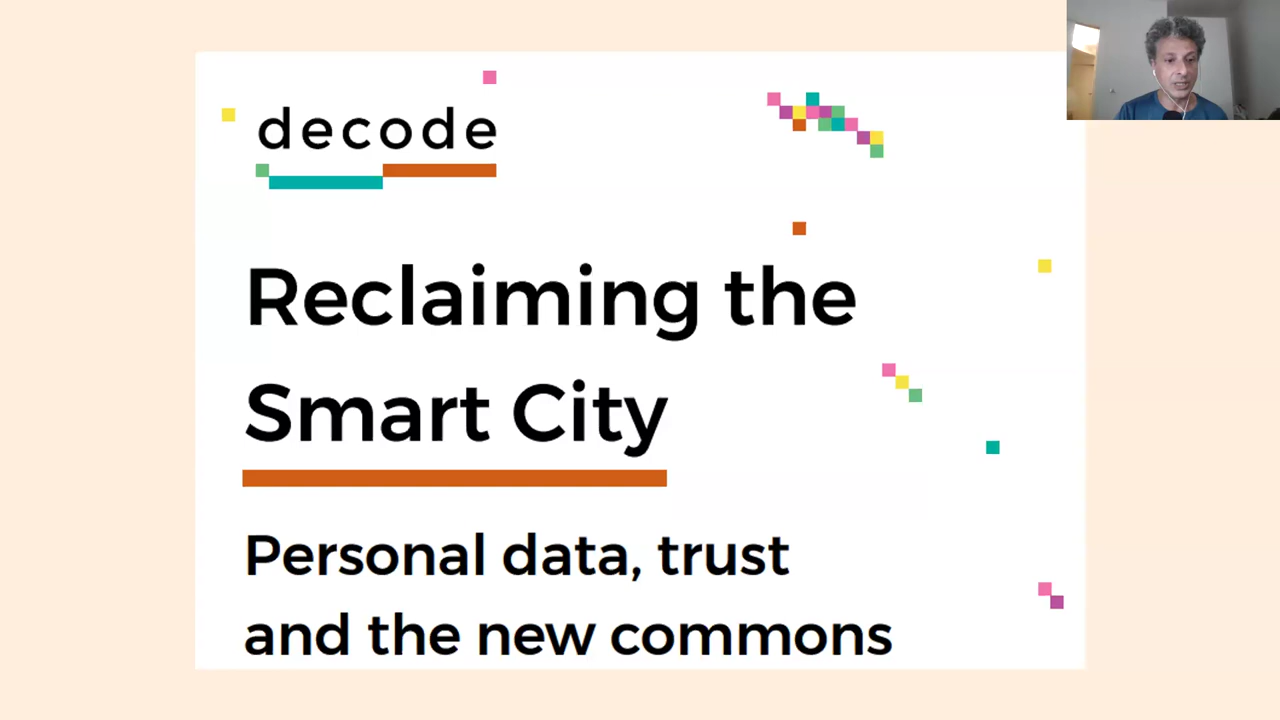 decode
Reclaiming the
Smart City
Personal data, trust
and the new commons